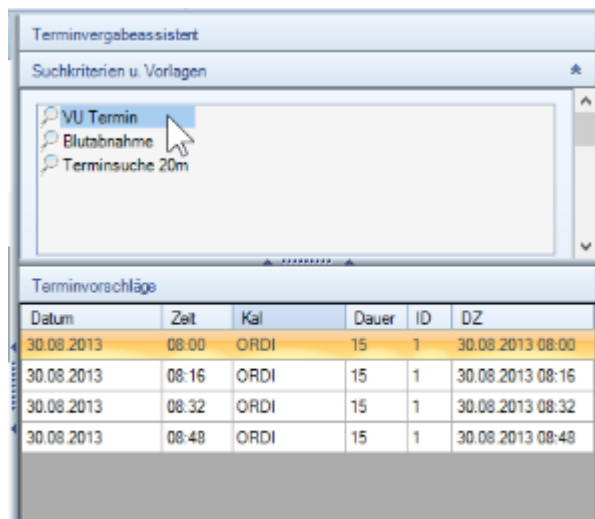 Terminvergabeassistent
Suchkriterien u. Vorlagen
VU Termin
Blutabnahme
Terminsuche 20m
Terminvorschläge
Datum Zeit Kal Dauer ID DZ
30.08.2013 08:00 ORDI 15 1 30.08.2013 08:00
30.08.2013 08:16 ORDI 15 1 30.08.2013 08:16
30.08.2013 08:32 ORDI 15 1 30.08.2013 08:32
30.08.2013 08:48 ORDI 15 1 30.08.2013 08:48